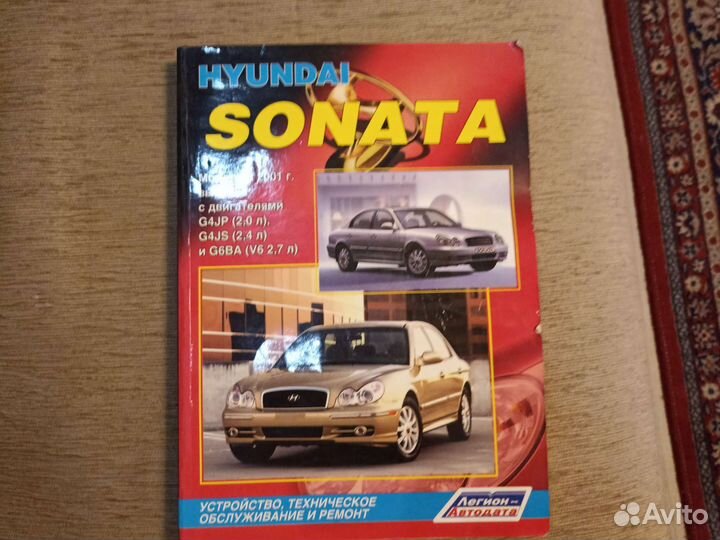 HYUNDAI
SONATA
2001 г.
с двигателями
G4JP (2,0 л),
G4JS (2,4 л)
и G6BA (V6 2,7 л)
УСТРОЙСТВО, ТЕХНИЧЕСКОЕ
ОБСЛУЖИВАНИЕ И РЕМОНТ
Легион-
Автодата
Avito